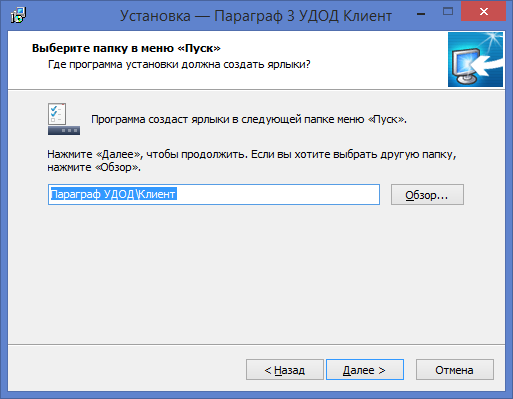 Установка — Параграф 3 УДОД Клиент
Выберите папку в меню «Пуск»
Где программа установки должна создать ярлыки?
Программа создаст ярлыки в следующей папке меню «Пуск».
Нажмите «Далее», чтобы продолжить. Если вы хотите выбрать другую папку,
нажмите «Обзор».
Параграф УДОД\Клиент
Обзор...
< Назад
Далее >
Отмена